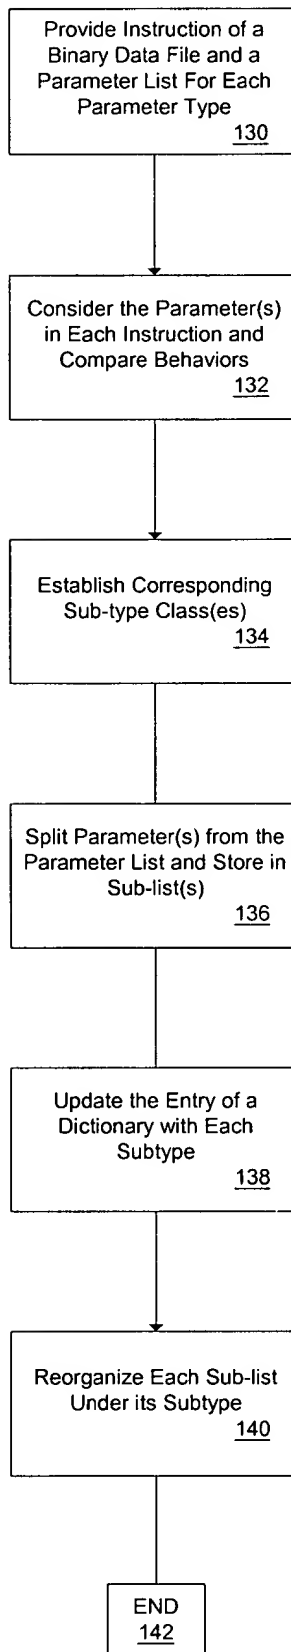 Provide Instruction of a
Binary Data File and a
Parameter List For Each
Parameter Type
130
Consider the Parameter(s)
in Each Instruction and
Compare Behaviors
132
Establish Corresponding
Sub-type Class(es)
134
Split Parameter(s) from the
Parameter List and Store in
Sub-list(s)
136
Update the Entry of a
Dictionary with Each
Subtype
138
Reorganize Each Sub-list
Under its Subtype
140
END
142